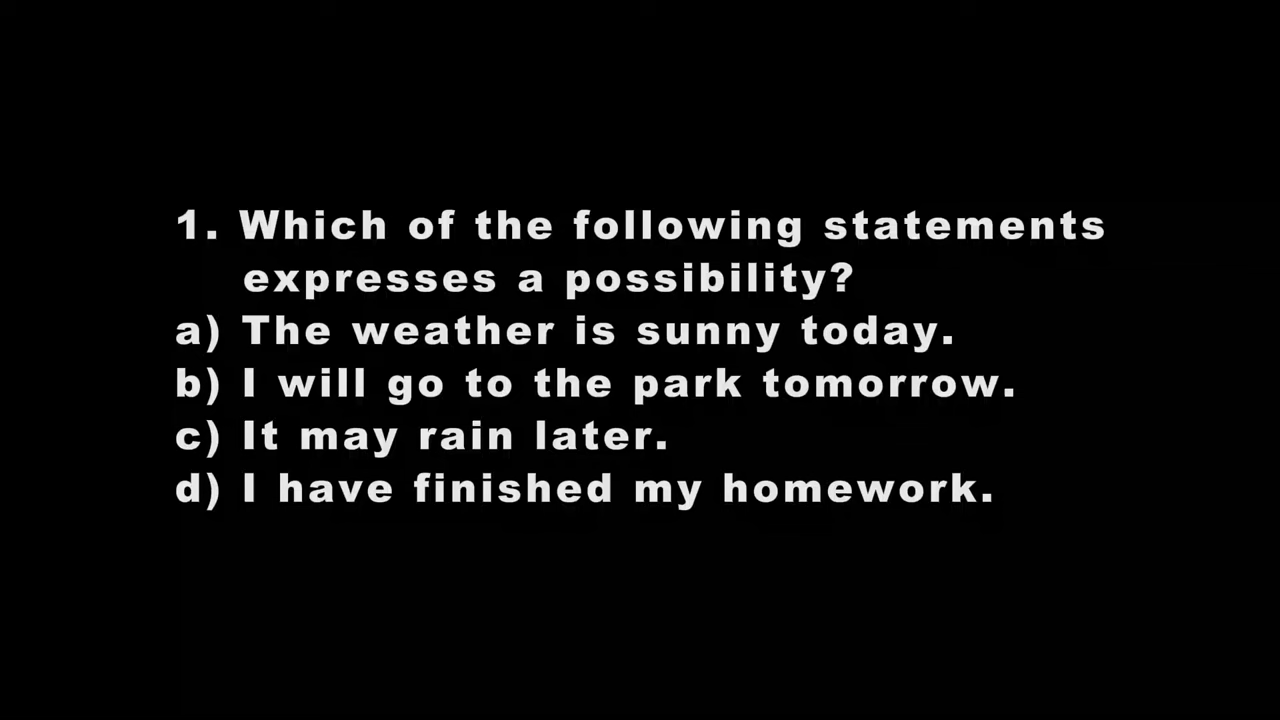 1. Which of the following statements
expresses a possibility?
a) The weather is sunny today.
b) I will go to the park tomorrow.
c) It may rain later.
d) I have finished my homework.